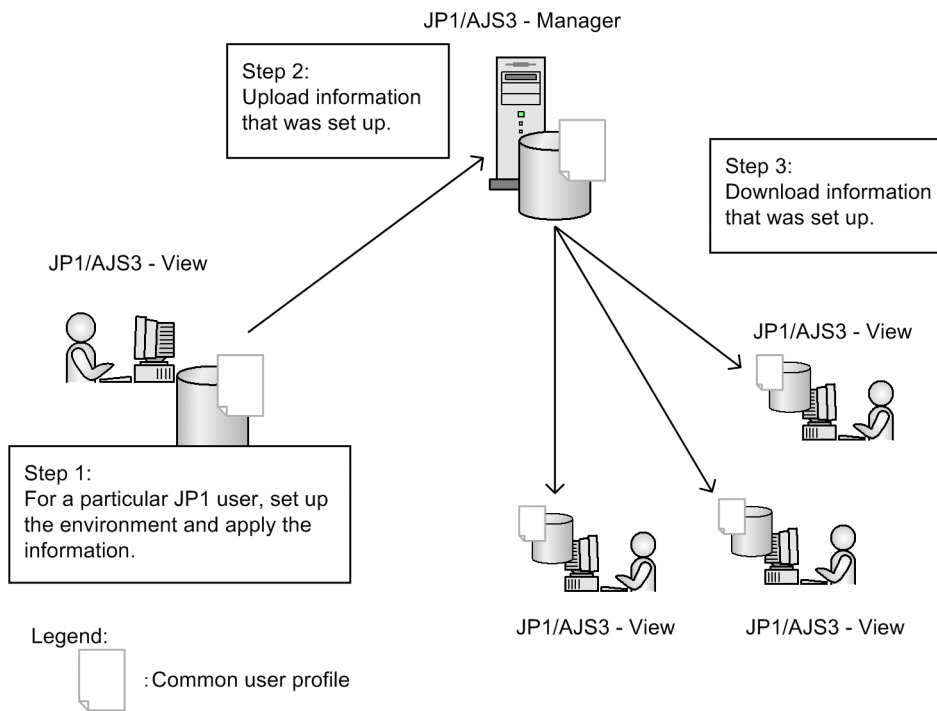 JP1/AJS3 - Manager
Step 2:
Upload information
that was set up.
Step 3:
Download information
that was set up.
JP1/AJS3 - View
JP1/AJS3 - View
Step 1:
For a particular JP1 user, set up
the environment and apply the
information.
JP1/AJS3 - View
JP1/AJS3 - View
Legend:
: Common user profile